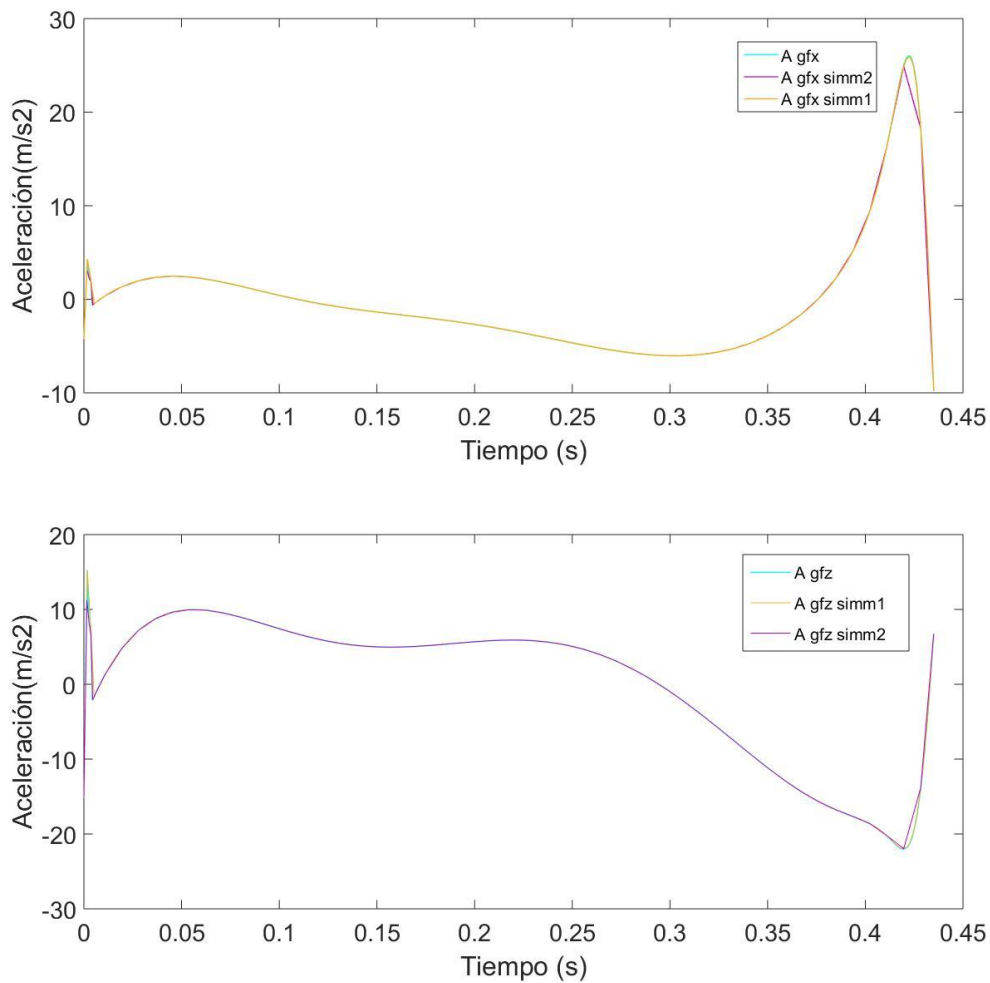 30
20
10
0
-10
Aceleración(m/s2)
A gfx
A gfx simm2
A gfx simm1
0 0.05 0.1 0.15 0.2 0.25 0.3 0.35 0.4 0.45
Tiempo (s)
20
10
0
-10
-20
-30
Aceleración(m/s2)
A gfz
A gfz simm1
A gfz simm2
0 0.05 0.1 0.15 0.2 0.25 0.3 0.35 0.4 0.45
Tiempo (s)